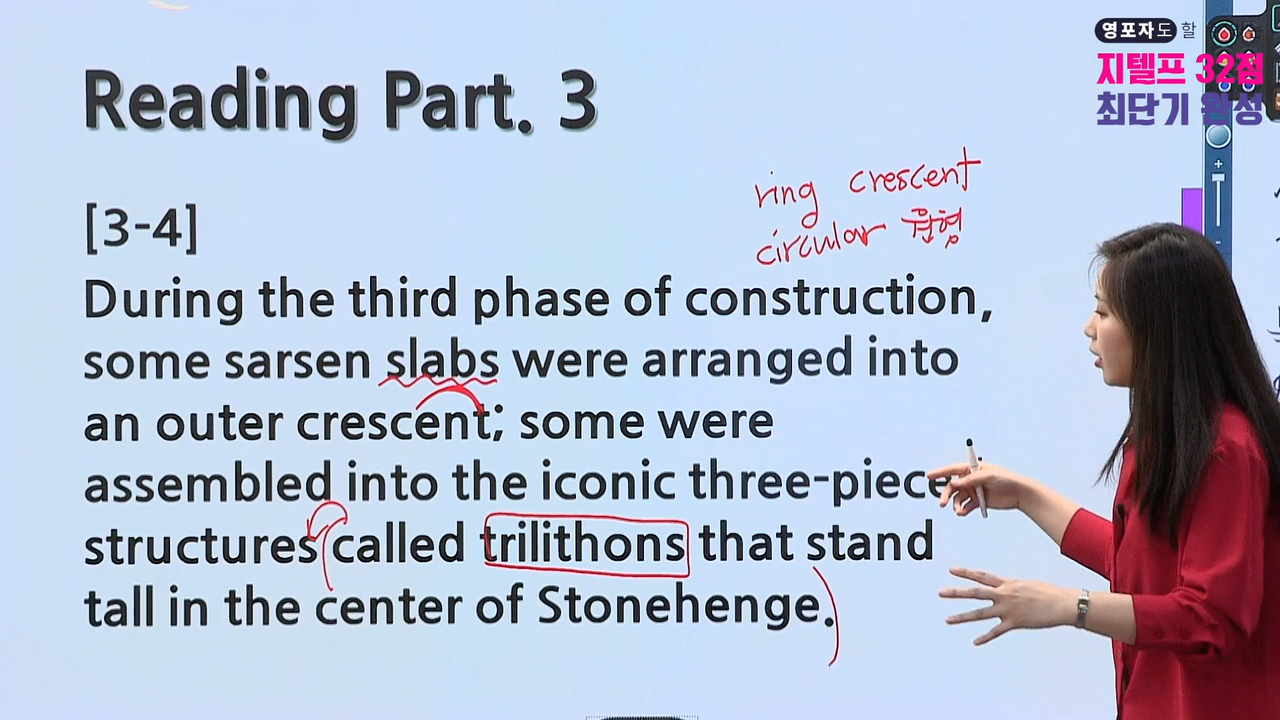 영포자도 할
지텔프 32점
최단기 완성
Reading Part. 3
ring crescent
circular 원형
[3-4]
During the third phase of construction,
some sarsen slabs were arranged into
an outer crescent; some were
assembled into the iconic three-piece
structures called trilithons that stand
tall in the center of Stonehenge.